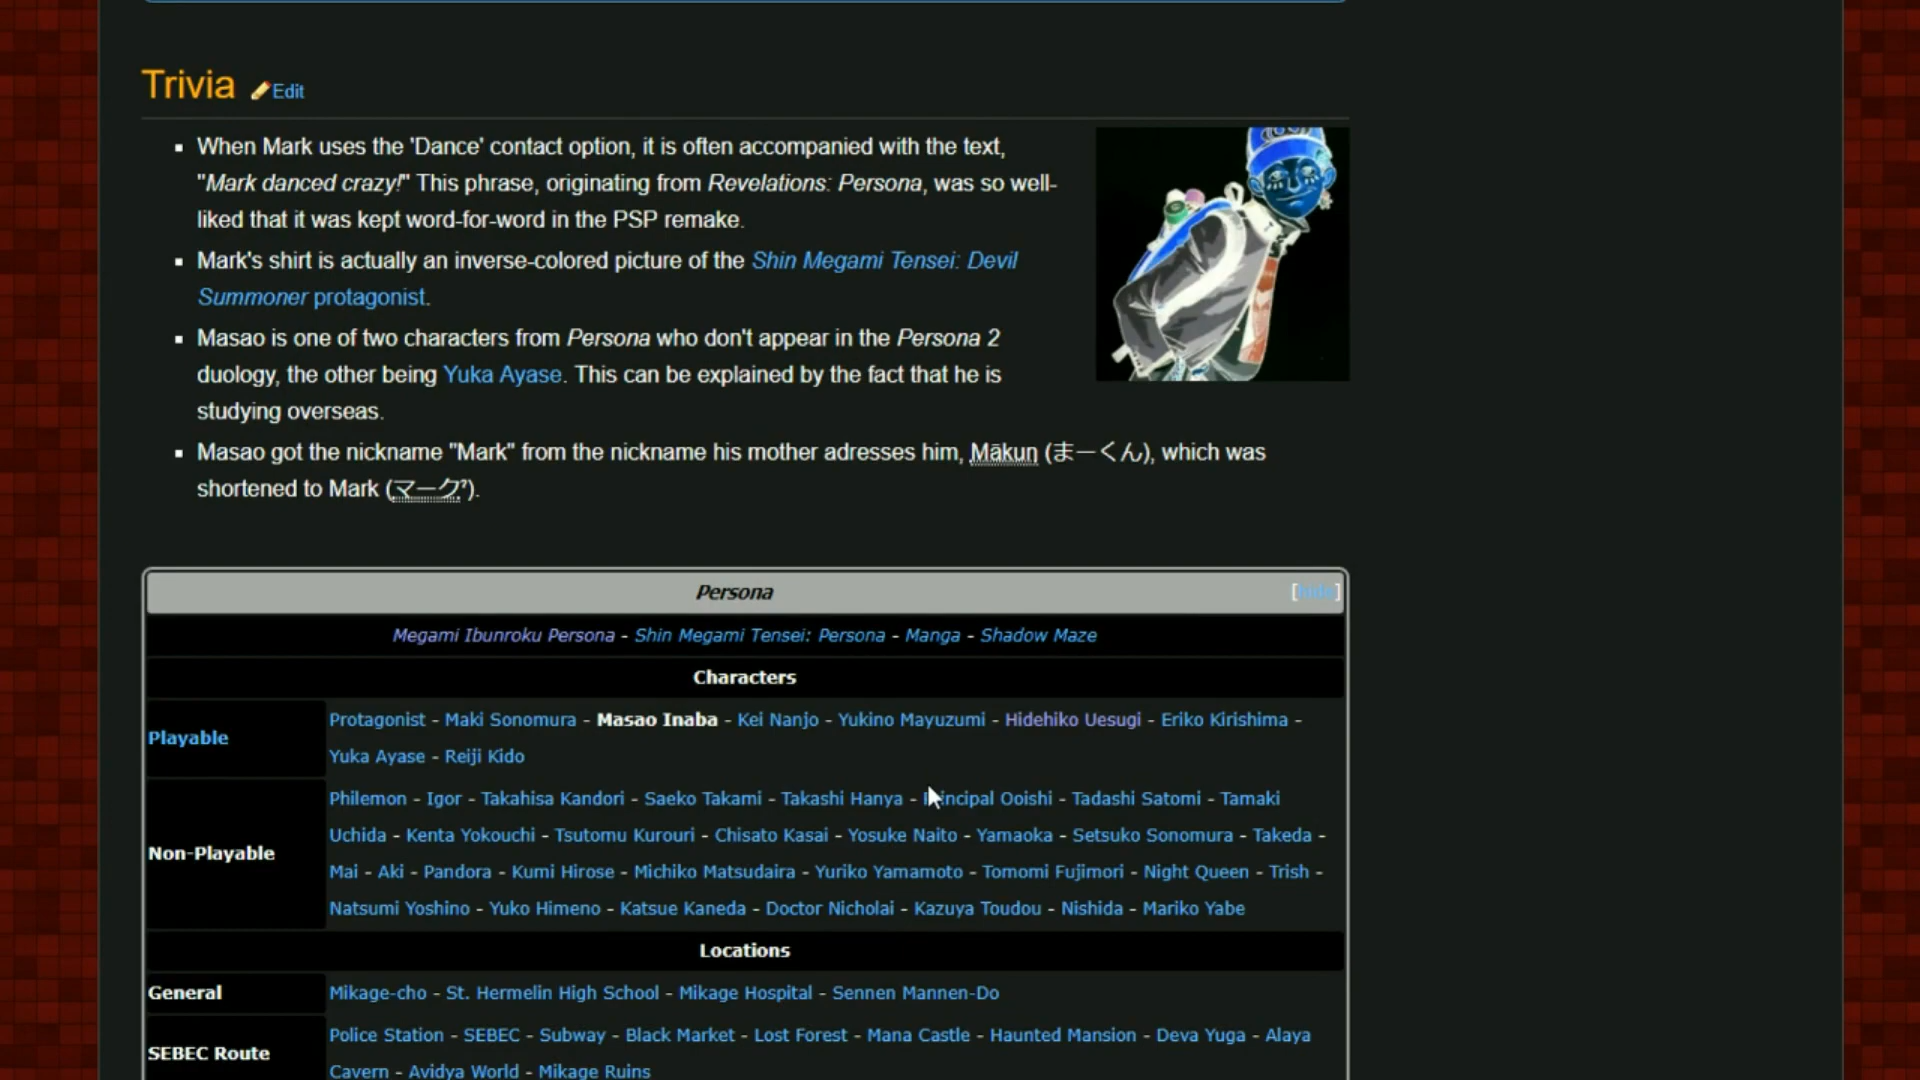 Trivia Edit
When Mark uses the 'Dance' contact option, it is often accompanied with the text,
"Mark danced crazy!" This phrase, originating from Revelations: Persona, was so well-
liked that it was kept word-for-word in the PSP remake.
Mark's shirt is actually an inverse-colored picture of the Shin Megami Tensei: Devil
Summoner protagonist.
Masao is one of two characters from Persona who don't appear in the Persona 2
duology, the other being Yuka Ayase. This can be explained by the fact that he is
studying overseas.
Masao got the nickname "Mark" from the nickname his mother adresses him, Mākun (まーくん), which was
shortened to Mark (マーク?).
Persona [hide]
Megami Ibunroku Persona - Shin Megami Tensei: Persona - Manga - Shadow Maze
Characters
Playable
Protagonist - Maki Sonomura - Masao Inaba - Kei Nanjo - Yukino Mayuzumi - Hidehiko Uesugi - Eriko Kirishima -
Yuka Ayase - Reiji Kido
Non-Playable
Philemon - Igor - Takahisa Kandori - Saeko Takami - Takashi Hanya - Principal Ooishi - Tadashi Satomi - Tamaki
Uchida - Kenta Yokouchi - Tsutomu Kurouri - Chisato Kasai - Yosuke Naito - Yamaoka - Setsuko Sonomura - Takeda -
Mai - Aki - Pandora - Kumi Hirose - Michiko Matsudaira - Yuriko Yamamoto - Tomomi Fujimori - Night Queen - Trish -
Natsumi Yoshino - Yuko Himeno - Katsue Kaneda - Doctor Nicholai - Kazuya Toudou - Nishida - Mariko Yabe
Locations
General
Mikage-cho - St. Hermelin High School - Mikage Hospital - Sennen Mannen-Do
SEBEC Route
Police Station - SEBEC - Subway - Black Market - Lost Forest - Mana Castle - Haunted Mansion - Deva Yuga - Alaya
Cavern - Avidya World - Mikage Ruins